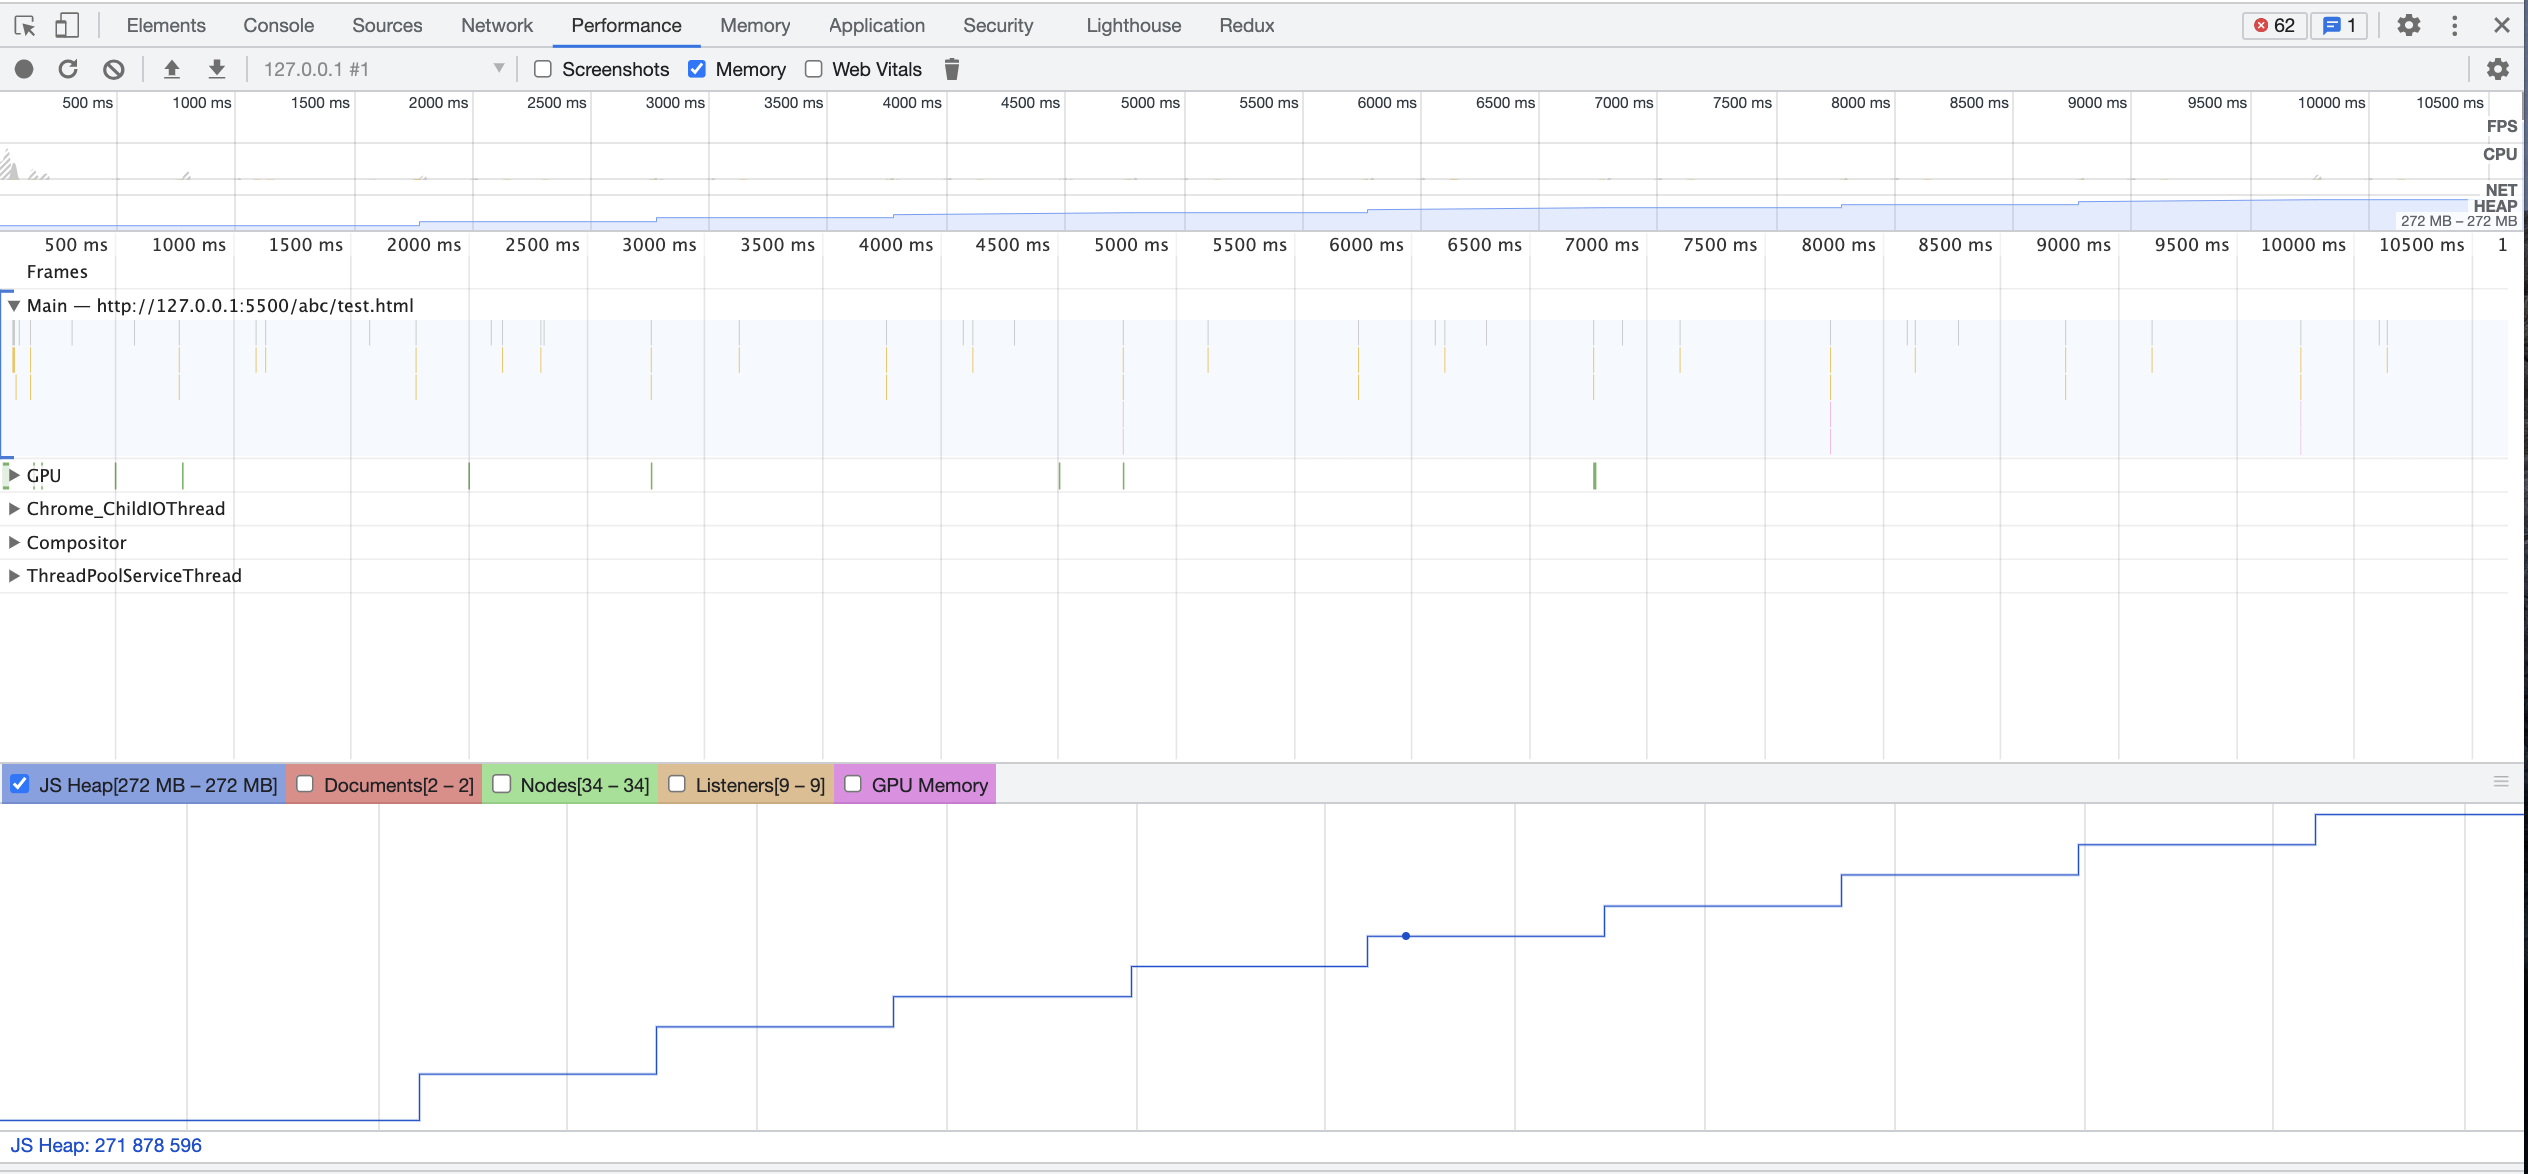 Elements Console Sources Network Performance Memory Application Security Lighthouse Redux 62 1
127.0.0.1 #1 Screenshots Memory Web Vitals
500 ms 1000 ms 1500 ms 2000 ms 2500 ms 3000 ms 3500 ms 4000 ms 4500 ms 5000 ms 5500 ms 6000 ms 6500 ms 7000 ms 7500 ms 8000 ms 8500 ms 9000 ms 9500 ms 10000 ms 10500 ms
FPS
CPU
NET
HEAP
272 MB – 272 MB
500 ms 1000 ms 1500 ms 2000 ms 2500 ms 3000 ms 3500 ms 4000 ms 4500 ms 5000 ms 5500 ms 6000 ms 6500 ms 7000 ms 7500 ms 8000 ms 8500 ms 9000 ms 9500 ms 10000 ms 10500 ms 1
Frames
Main — http://127.0.0.1:5500/abc/test.html
GPU
Chrome_ChildIOThread
Compositor
ThreadPoolServiceThread
JS Heap[272 MB – 272 MB] Documents[2 – 2] Nodes[34 – 34] Listeners[9 – 9] GPU Memory
JS Heap: 271 878 596